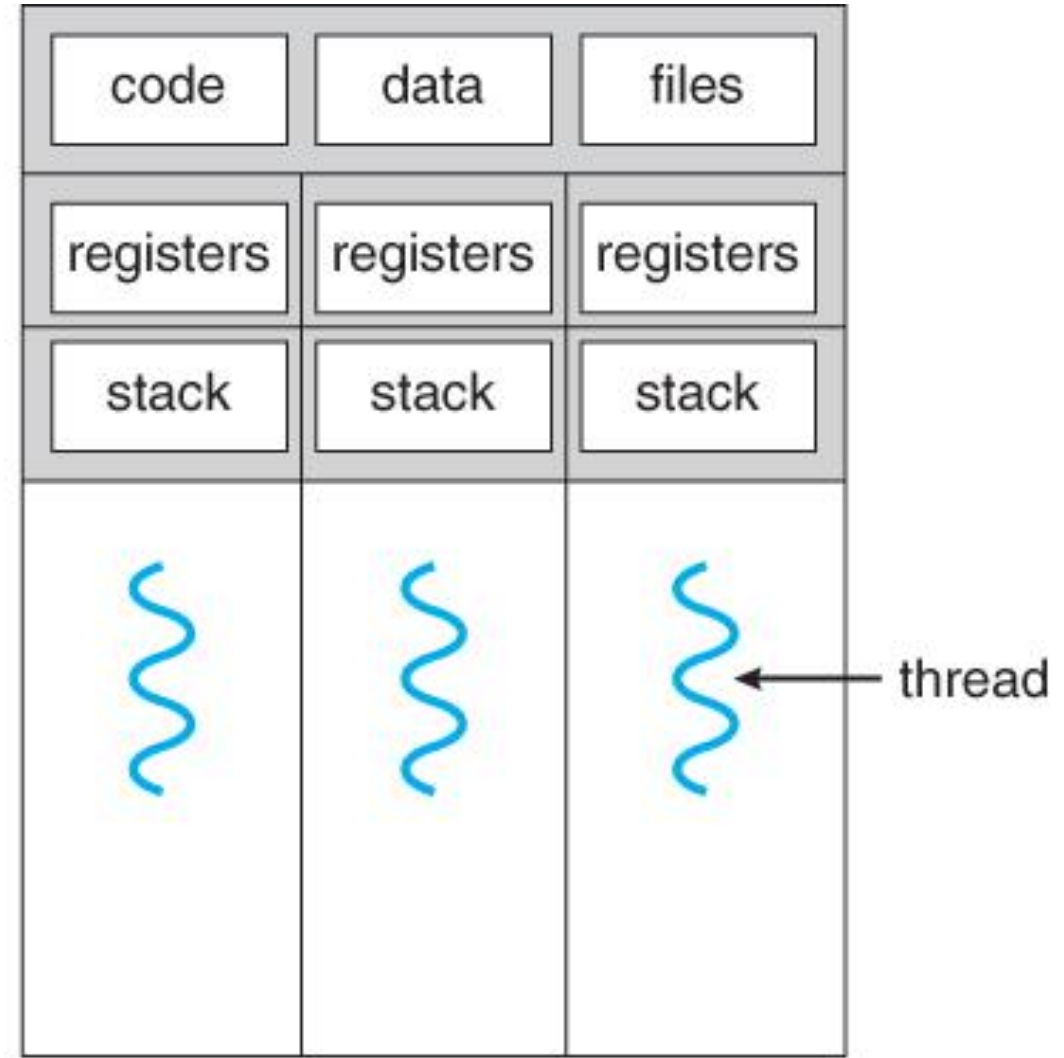 code data files
registers registers registers
stack stack stack
thread